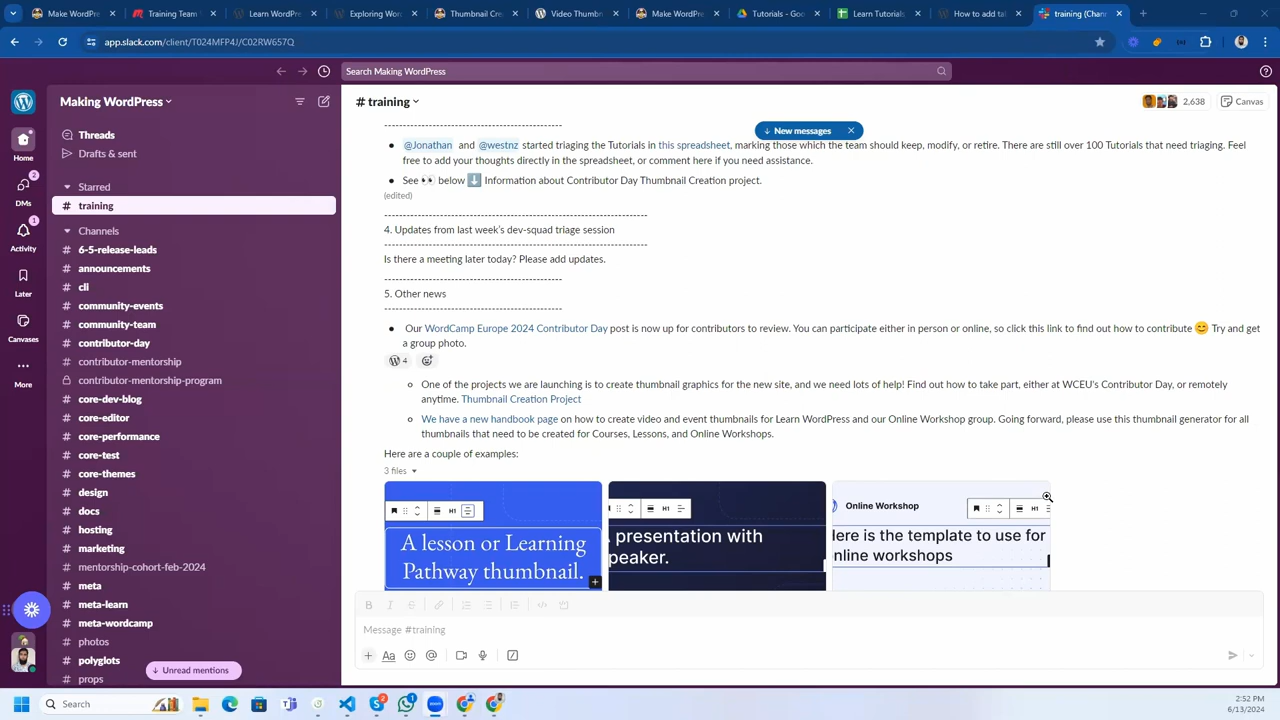 Make WordPre
Training Team
Learn WordPre
Exploring Wor
Thumbnail Cre
Video Thumbn
Make WordPre
Tutorials - Goo
Learn Tutorials
How to add tal
training (Chan
app.slack.com/client/T024MFP4J/C02RW657Q
Search Making WordPress
Making WordPress
# training
2,638
Canvas
Home
DMs
2
Activity
1
Later
Canvases
More
Threads
Drafts & sent
Starred
# training
Channels
# 6-5-release-leads
# announcements
# cli
# community-events
# community-team
# contributor-day
# contributor-mentorship
contributor-mentorship-program
# core-dev-blog
# core-editor
# core-performance
# core-test
# core-themes
# design
# docs
# hosting
# marketing
# mentorship-cohort-feb-2024
# meta
# meta-learn
# meta-wordcamp
# photos
# polyglots
# props
↓ Unread mentions
↓ New messages
• @Jonathan and @westnz started triaging the Tutorials in this spreadsheet, marking those which the team should keep, modify, or retire. There are still over 100 Tutorials that need triaging. Feel
free to add your thoughts directly in the spreadsheet, or comment here if you need assistance.
• See 👀 below ⬇️ Information about Contributor Day Thumbnail Creation project.
(edited)
4. Updates from last week's dev-squad triage session
Is there a meeting later today? Please add updates.
5. Other news
• Our WordCamp Europe 2024 Contributor Day post is now up for contributors to review. You can participate either in person or online, so click this link to find out how to contribute 😊 Try and get
a group photo.
4
◦ One of the projects we are launching is to create thumbnail graphics for the new site, and we need lots of help! Find out how to take part, either at WCEU's Contributor Day, or remotely
anytime. Thumbnail Creation Project
◦ We have a new handbook page on how to create video and event thumbnails for Learn WordPress and our Online Workshop group. Going forward, please use this thumbnail generator for all
thumbnails that need to be created for Courses, Lessons, and Online Workshops.
Here are a couple of examples:
3 files
H1
A lesson or Learning
Pathway thumbnail.
H1
presentation with
peaker.
Online Workshop
H1
ere is the template to use for
nline workshops
Message #training
Search
2
1
2:52 PM
6/13/2024